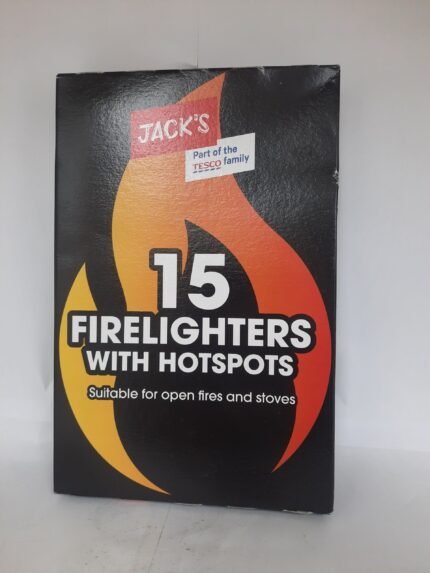 JACK'S
Part of the
TESCO family
15
FIRELIGHTERS
WITH HOTSPOTS
Suitable for open fires and stoves